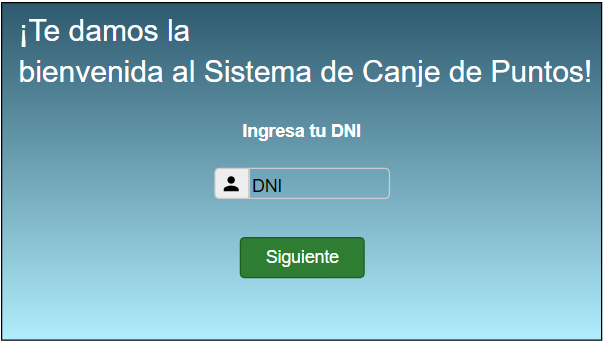 ¡Te damos la
bienvenida al Sistema de Canje de Puntos!
Ingresa tu DNI
DNI
Siguiente